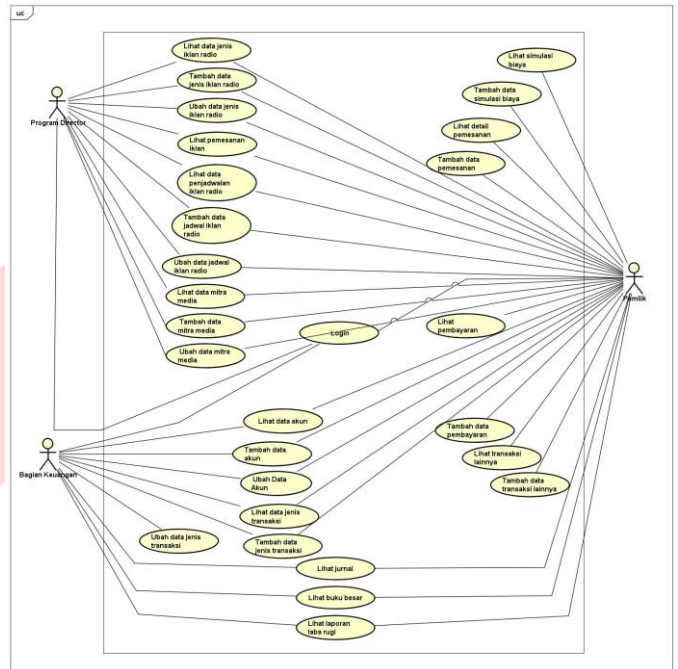 uc
Lihat data jenis
iklan radio
Tambah data
jenis iklan radio
Ubah data jenis
iklan radio
Lihat pemesanan
iklan
Lihat data
penjadwalan
iklan radio
Tambah data
jadwal iklan
radio
Ubah data jadwal
iklan radio
Lihat data mitra
media
Tambah data
mitra media
Ubah data mitra
media
Program Director
Lihat simulasi
biaya
Tambah data
simulasi biaya
Lihat detail
pemesanan
Tambah data
pemesanan
Pemilik
Login
Lihat
pembayaran
Lihat data akun
Tambah data
akun
Ubah Data
Akun
Lihat data jenis
transaksi
Tambah data
jenis transaksi
Ubah data jenis
transaksi
Bagian Keuangan
Tambah data
pembayaran
Lihat transaksi
lainnya
Tambah data
transaksi lainnya
Lihat jurnal
Lihat buku besar
Lihat laporan
laba rugi